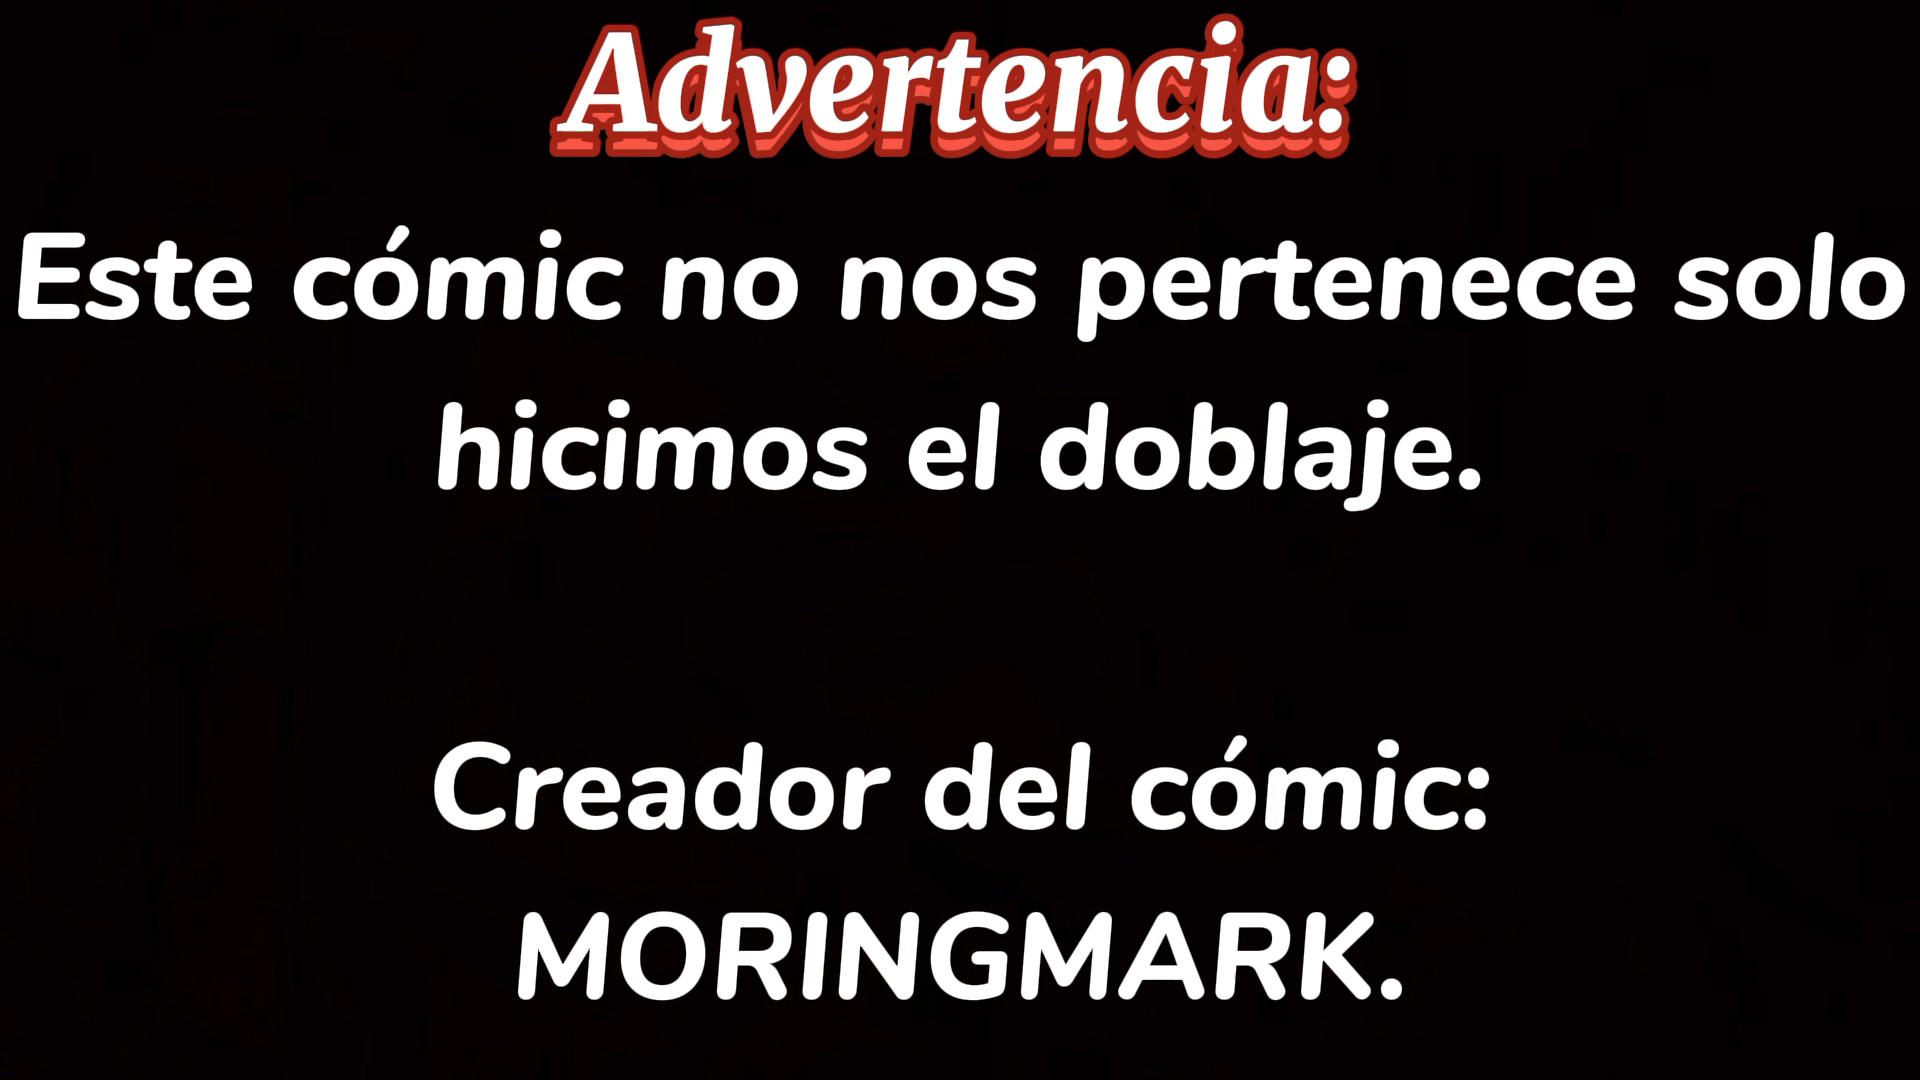 Advertencia:
Este cómic no nos pertenece solo
hicimos el doblaje.
Creador del cómic:
MORINGMARK.